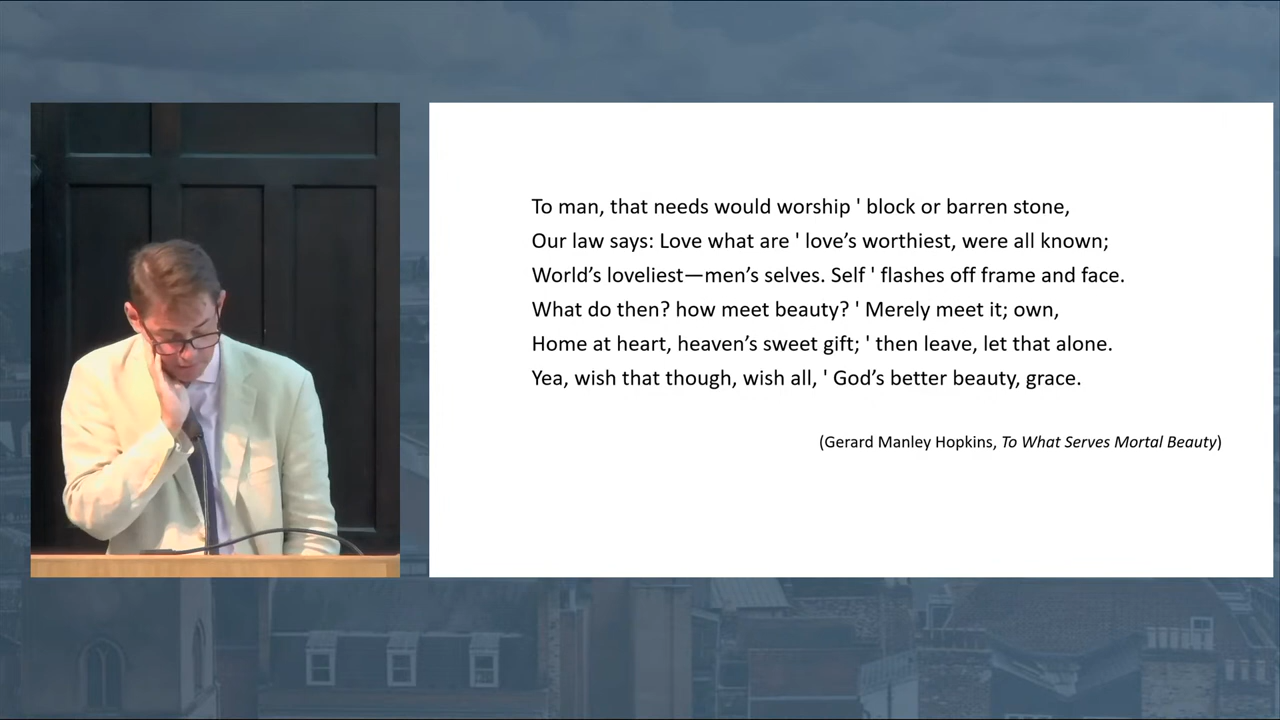 To man, that needs would worship ' block or barren stone,
Our law says: Love what are ' love’s worthiest, were all known;
World’s loveliest—men’s selves. Self ' flashes off frame and face.
What do then? how meet beauty? ' Merely meet it; own,
Home at heart, heaven’s sweet gift; ' then leave, let that alone.
Yea, wish that though, wish all, ' God’s better beauty, grace.
(Gerard Manley Hopkins, To What Serves Mortal Beauty)